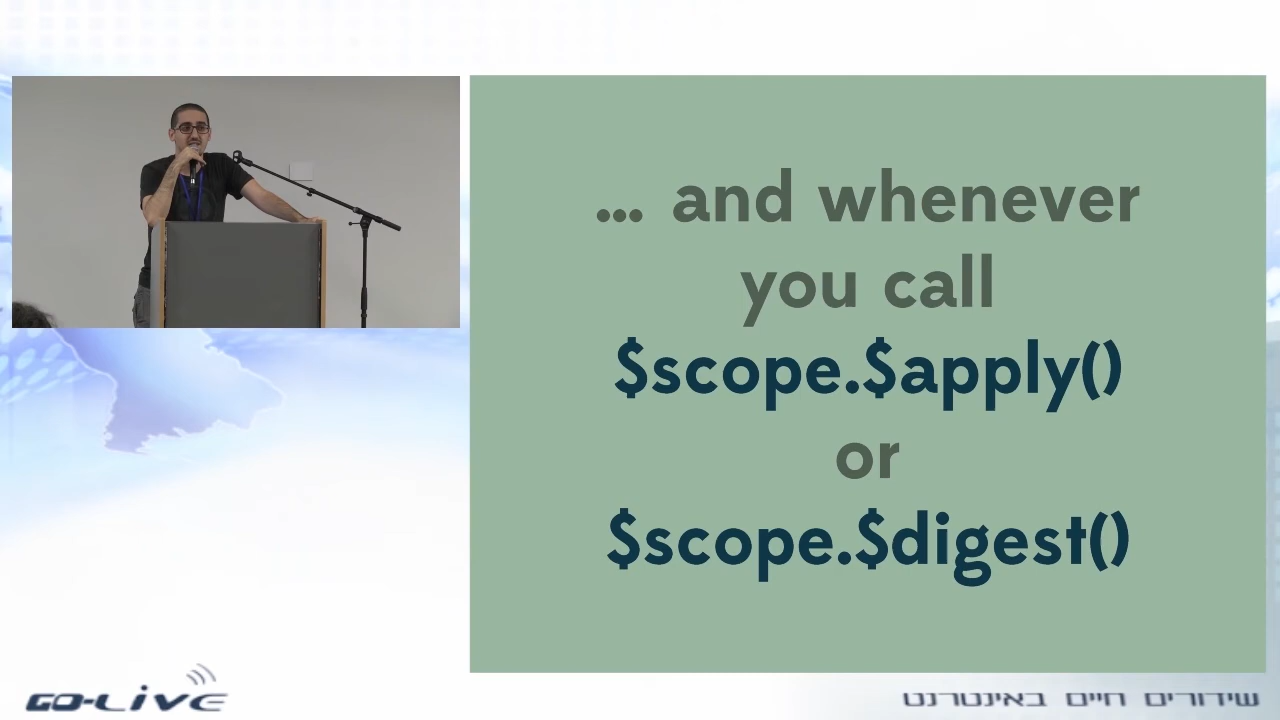 ... and whenever
you call
$scope.$apply()
or
$scope.$digest()
GO-LIVE
שידורים חיים באינטרנט